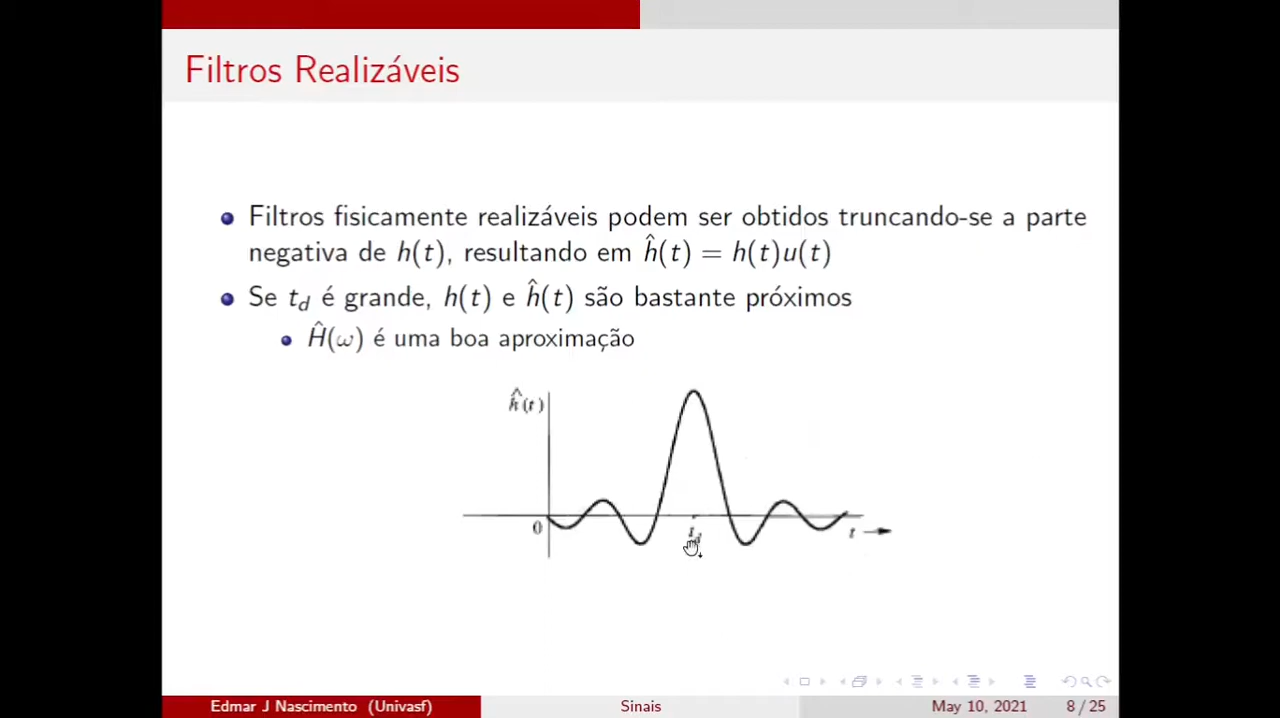 Filtros Realizáveis
Filtros fisicamente realizáveis podem ser obtidos truncando-se a parte
negativa de h(t), resultando em ĥ(t) = h(t)u(t)
Se t_d é grande, h(t) e ĥ(t) são bastante próximos
Ĥ(ω) é uma boa aproximação
ĥ(t)
0
t_d
t
Edmar J Nascimento (Univasf)
Sinais
May 10, 2021
8 / 25